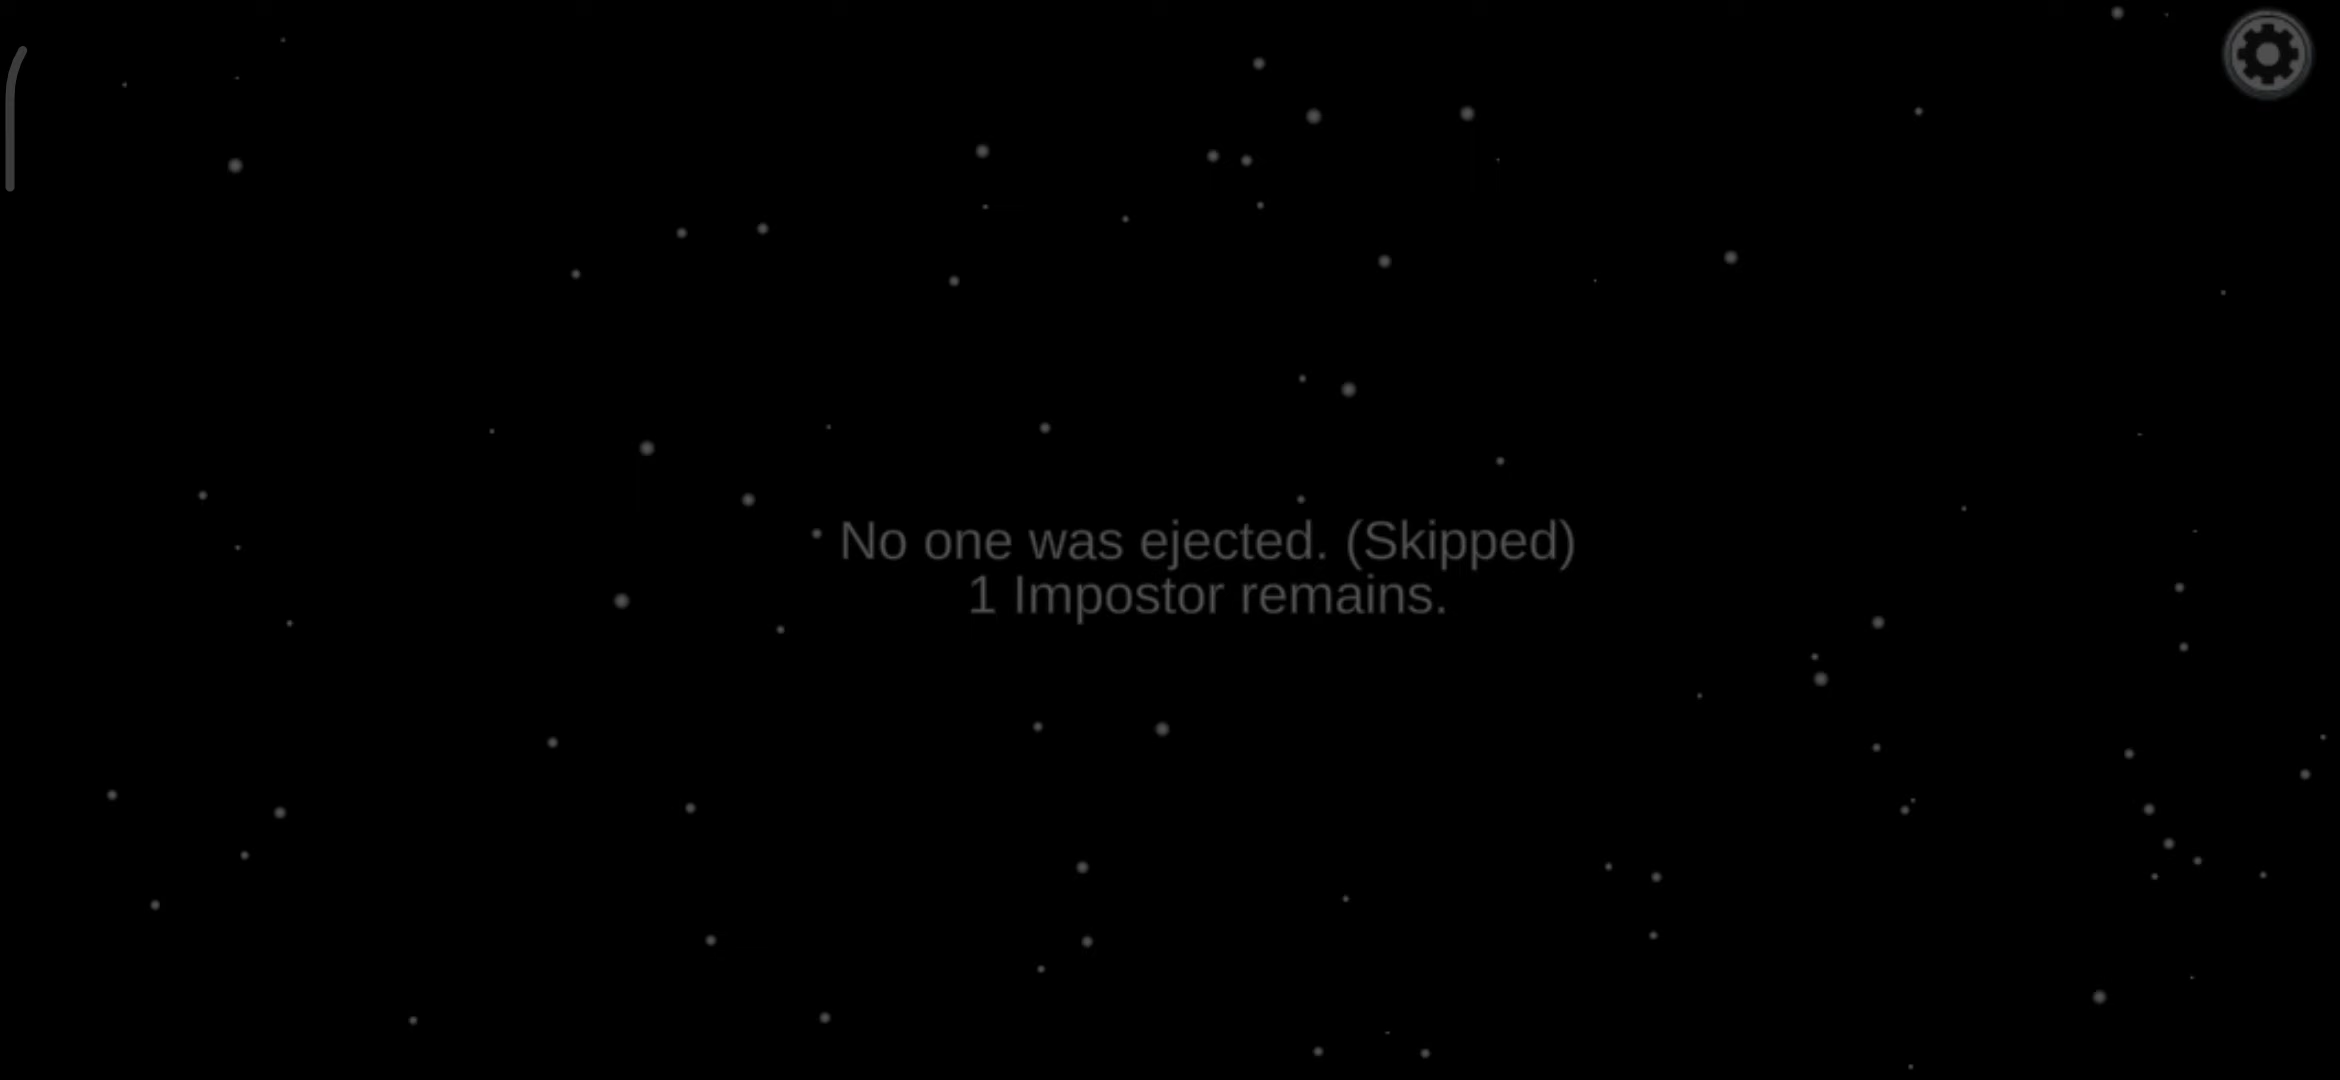 No one was ejected. (Skipped)
1 Impostor remains.